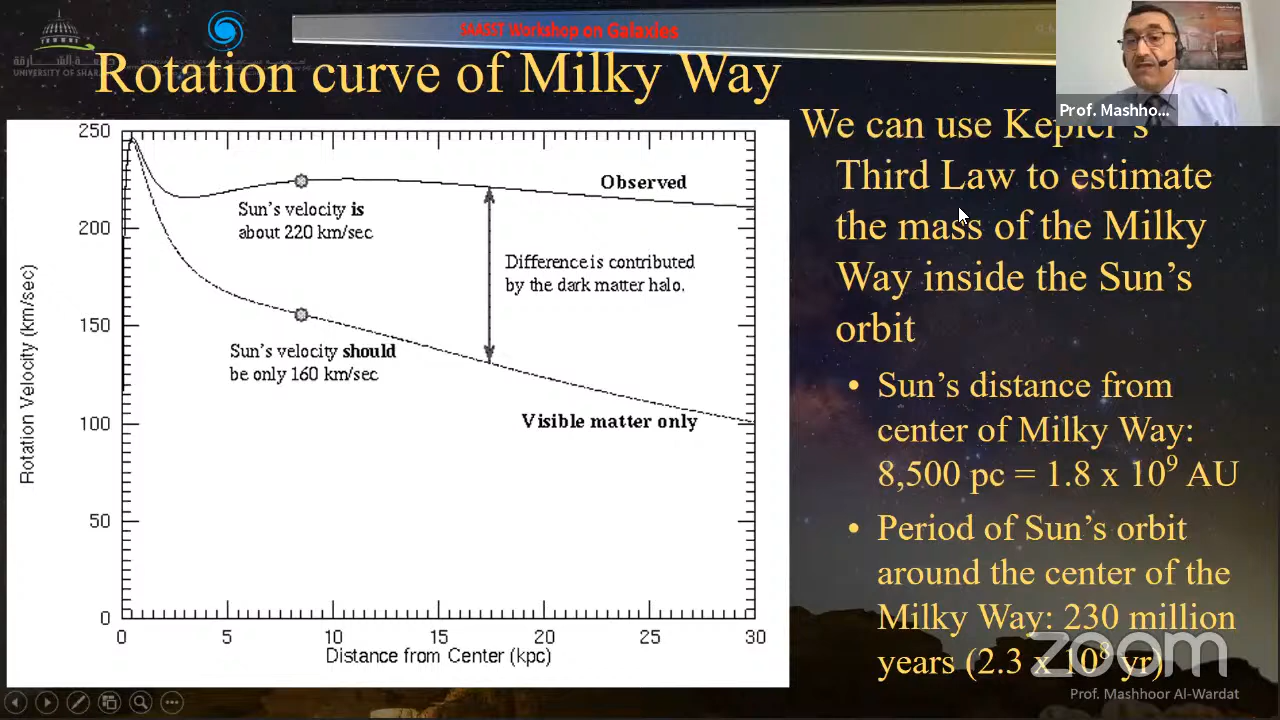 SAASST Workshop on Galaxies
UNIVERSITY OF SHAR
Rotation curve of Milky Way
Prof. Mashho...
250
200
150
100
50
0
0 5 10 15 20 25 30
Rotation Velocity (km/sec)
Distance from Center (kpc)
Observed
Sun's velocity is
about 220 km/sec
Difference is contributed
by the dark matter halo.
Sun's velocity should
be only 160 km/sec
Visible matter only
We can use Kepler's
Third Law to estimate
the mass of the Milky
Way inside the Sun's
orbit
• Sun's distance from
center of Milky Way:
8,500 pc = 1.8 x 10⁹ AU
• Period of Sun's orbit
around the center of the
Milky Way: 230 million
years (2.3 x 10⁸ yr)
zoom
Prof. Mashhoor Al-Wardat